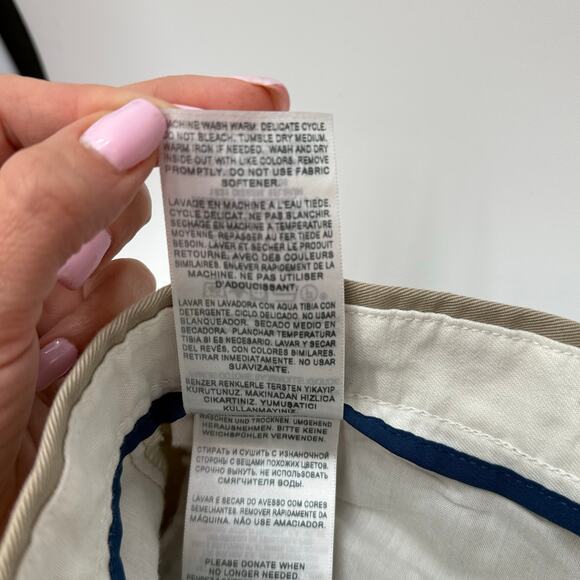 MACHINE WASH WARM. DELICATE CYCLE.
DO NOT BLEACH. TUMBLE DRY MEDIUM.
WARM IRON IF NEEDED. WASH AND DRY
INSIDE OUT WITH LIKE COLORS. REMOVE
PROMPTLY. DO NOT USE FABRIC
SOFTENER.
LAVAGE EN MACHINE A L'EAU TIÈDE.
CYCLE DELICAT. NE PAS BLANCHIR.
SECHAGE EN MACHINE A TEMPERATURE
MOYENNE. REPASSER AU FER TIEDE AU
BESOIN. LAVER ET SECHER LE PRODUIT
RETOURNE, AVEC DES COULEURS
SIMILAIRES. ENLEVER RAPIDEMENT DE LA
MACHINE. NE PAS UTILISER
D'ADOUCISSANT.
LAVAR EN LAVADORA CON AQUA TIBIA CON
DETERGENTE. CICLO DELICADO. NO USAR
BLANQUEADOR. SECADO MEDIO EN
SECADORA. PLANCHAR TEMPERATURA
TIBIA SI ES NECESARIO. LAVAR Y SECAR
DEL REVÉS, CON COLORES SIMILARES.
RETIRAR INMEDIATAMENTE. NO USAR
SUAVIZANTE.
BENZER RENKLERLE TERSTEN YIKAYIP
KURUTUNUZ. MAKINADAN HIZLICA
CIKARTINIZ. YUMUŞATICI
KULLANMAYINIZ
WASCHEN UND TROCKNEN. UMGEHEND
HERAUSNEHMEN. BITTE KEINE
WEICHSPÜHLER VERWENDEN.
СТИРАТЬ И СУШИТЬ С ИЗНАНОЧНОЙ
СТОРОНЫ С ВЕЩАМИ ПОХОЖИХ ЦВЕТОВ.
СРОЧНО ВЫНУТЬ. НЕ ИСПОЛЬЗОВАТЬ
СМЯГЧИТЕЛЯ ВОДЫ.
LAVAR E SECAR DO AVESSO COM CORES
SEMELHANTES. REMOVER RÁPIDAMENTE DA
MÁQUINA. NÃO USE AMACIADOR.
PLEASE DONATE WHEN
NO LONGER NEEDED.